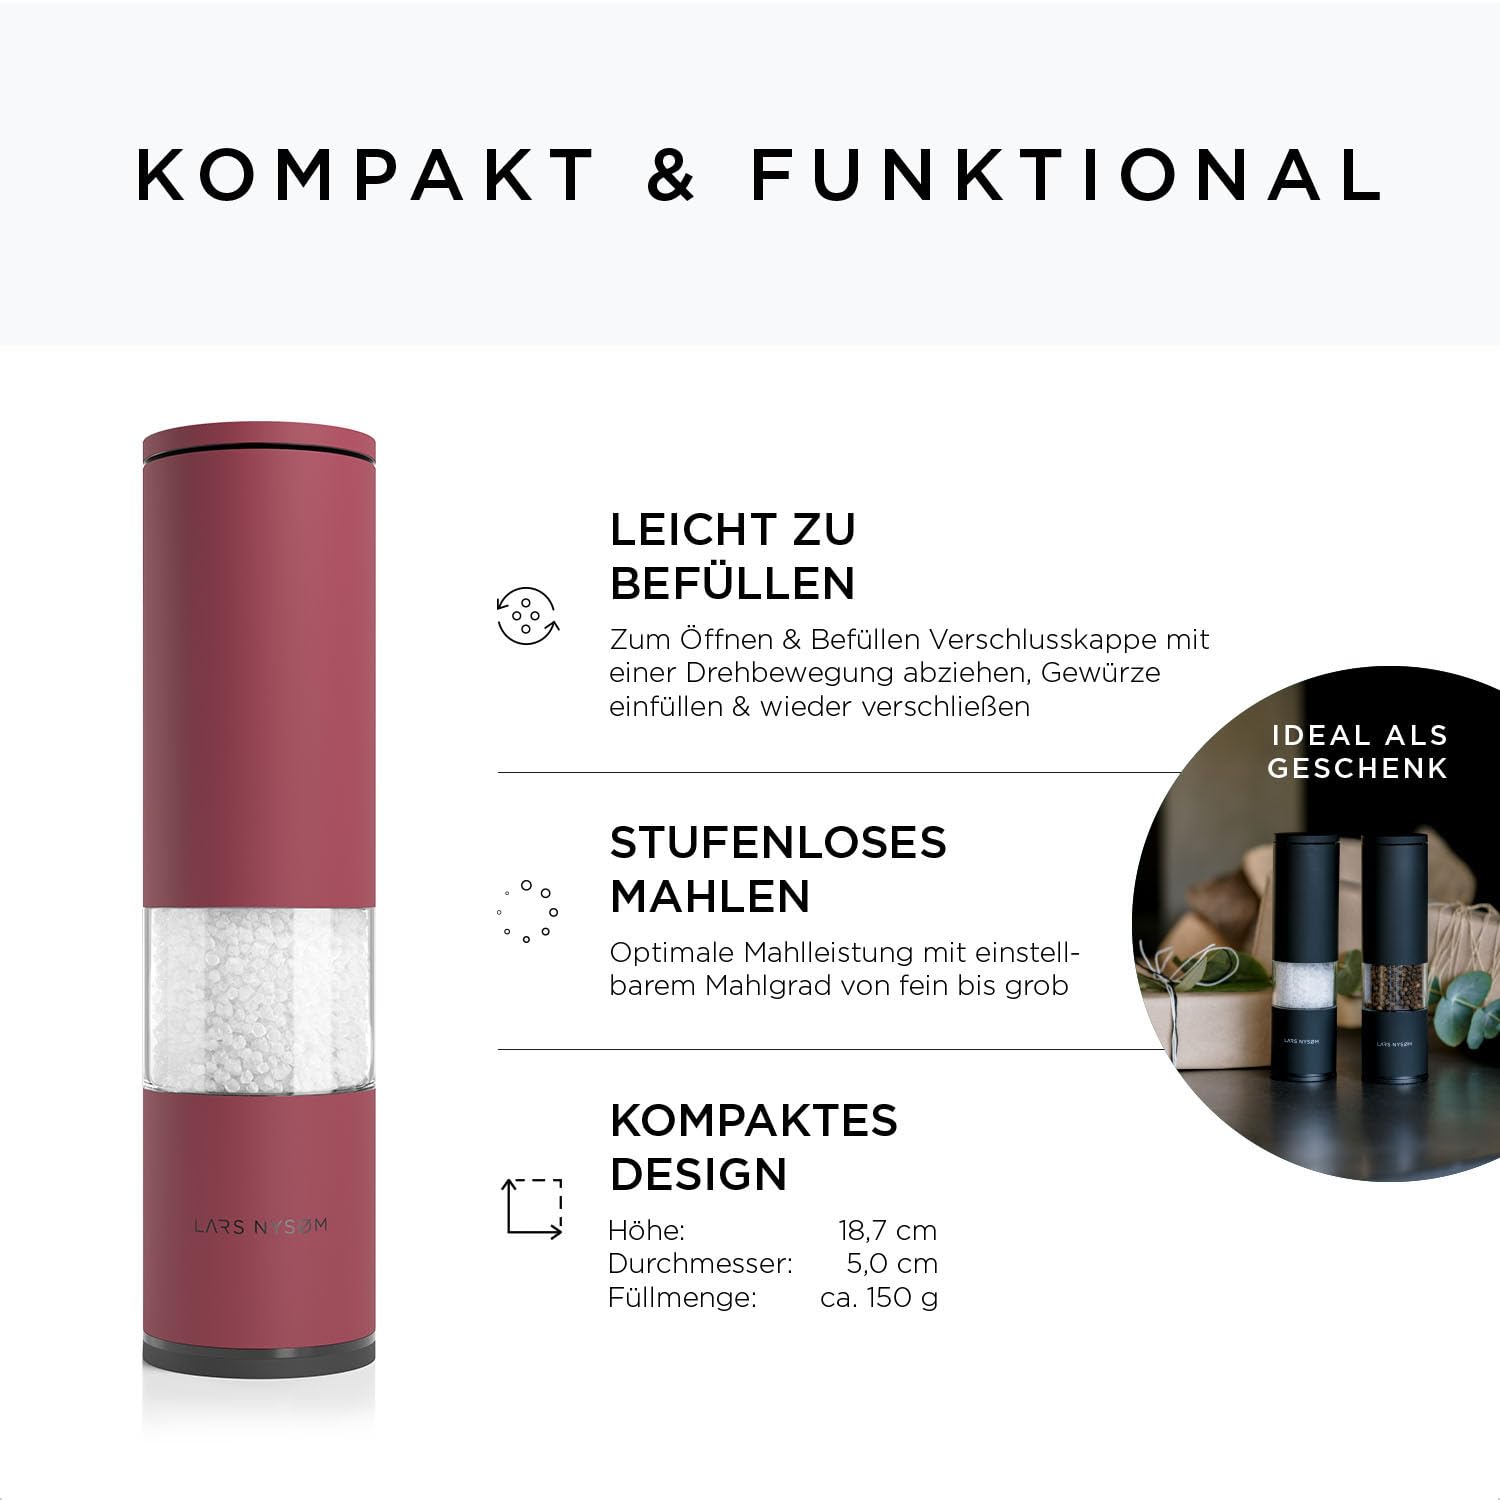 KOMPAKT & FUNKTIONAL
LEICHT ZU
BEFÜLLEN
Zum Öffnen & Befüllen Verschlusskappe mit
einer Drehbewegung abziehen, Gewürze
einfüllen & wieder verschließen
IDEAL ALS
GESCHENK
STUFENLOSES
MAHLEN
Optimale Mahlleistung mit einstell-
barem Mahlgrad von fein bis grob
LARS NYSØM
LARS NYSØM
KOMPAKTES
DESIGN
Höhe: 18,7 cm
Durchmesser: 5,0 cm
Füllmenge: ca. 150 g
LARS NYSØM